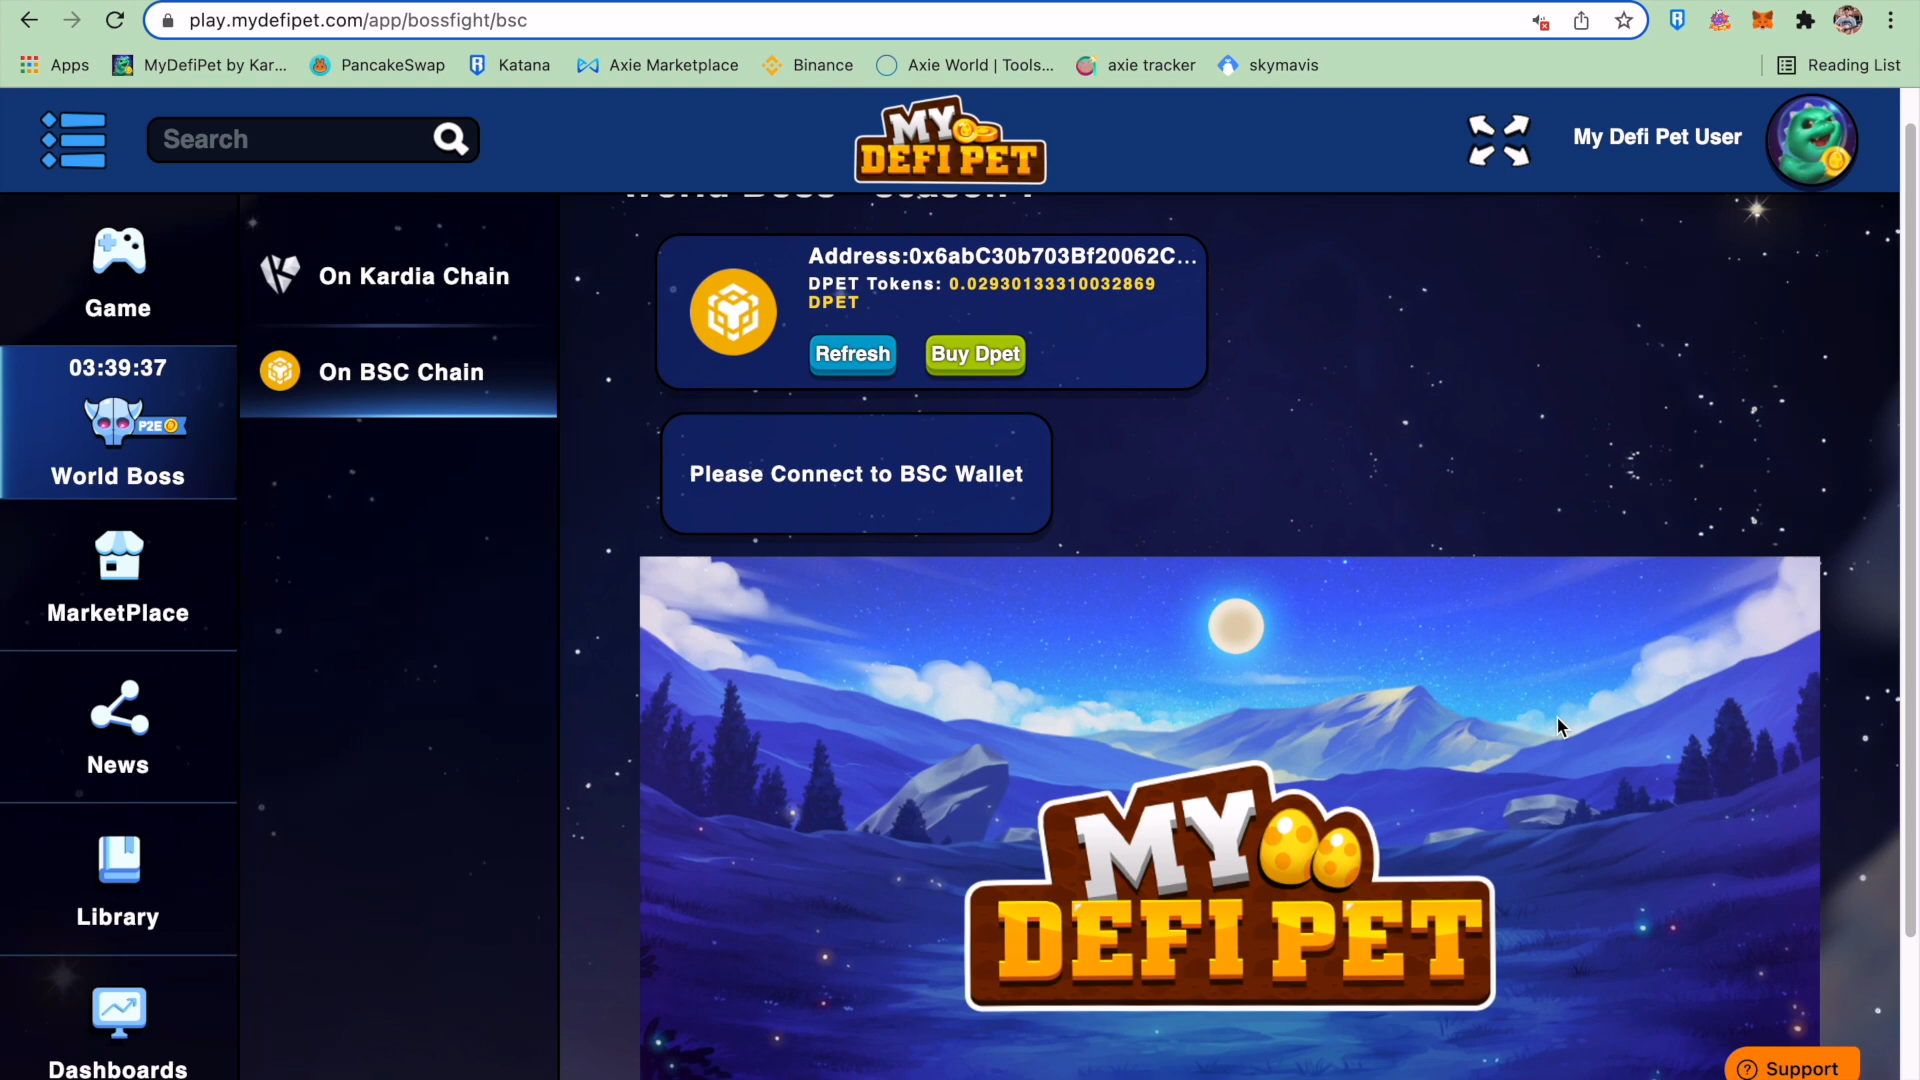 play.mydefipet.com/app/bossfight/bsc
Apps
MyDefiPet by Kar...
PancakeSwap
Katana
Axie Marketplace
Binance
Axie World | Tools...
axie tracker
skymavis
Reading List
Search
MY
DEFI PET
My Defi Pet User
Game
03:39:37
P2E
World Boss
MarketPlace
News
Library
Dashboards
On Kardia Chain
On BSC Chain
Address:0x6abC30b703Bf20062C...
DPET Tokens: 0.02930133310032869
DPET
Refresh
Buy Dpet
Please Connect to BSC Wallet
MY
DEFI PET
Support